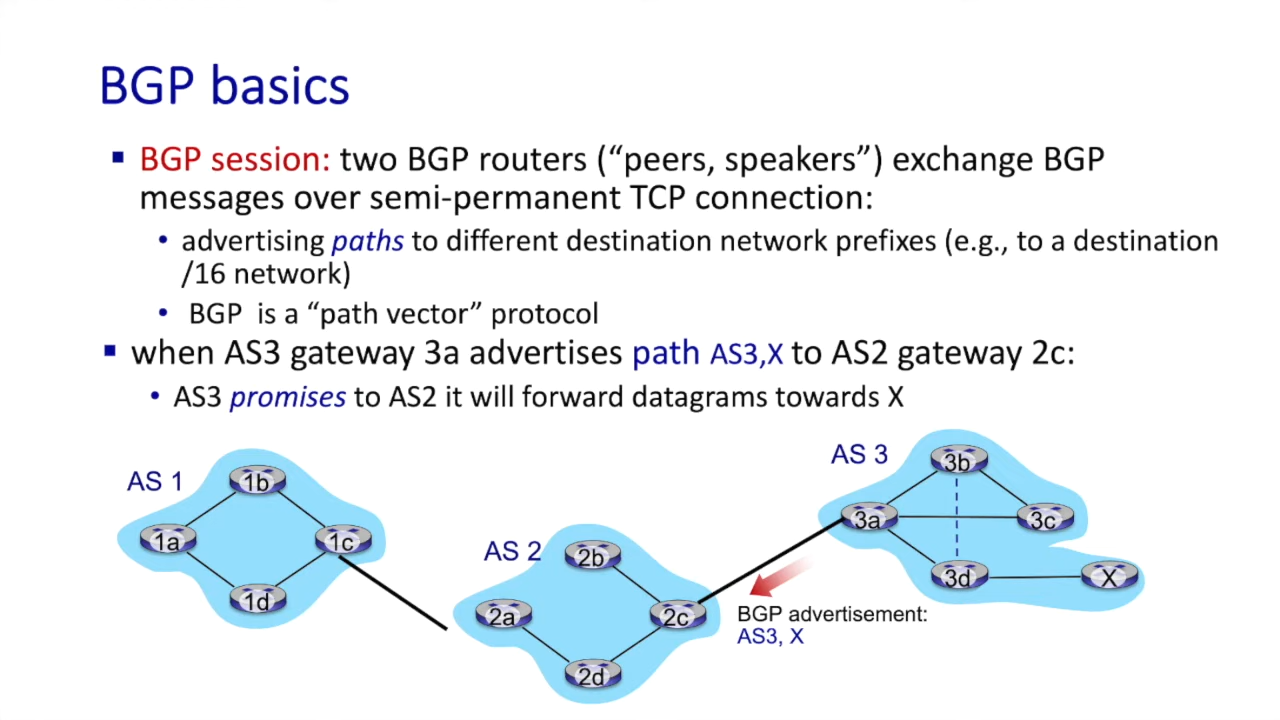 BGP basics
BGP session: two BGP routers (“peers, speakers”) exchange BGP
messages over semi-permanent TCP connection:
advertising paths to different destination network prefixes (e.g., to a destination
/16 network)
BGP is a “path vector” protocol
when AS3 gateway 3a advertises path AS3,X to AS2 gateway 2c:
AS3 promises to AS2 it will forward datagrams towards X
AS 1
1b
1a
1c
1d
AS 2
2b
2a
2c
2d
AS 3
3b
3a
3c
3d
X
BGP advertisement:
AS3, X